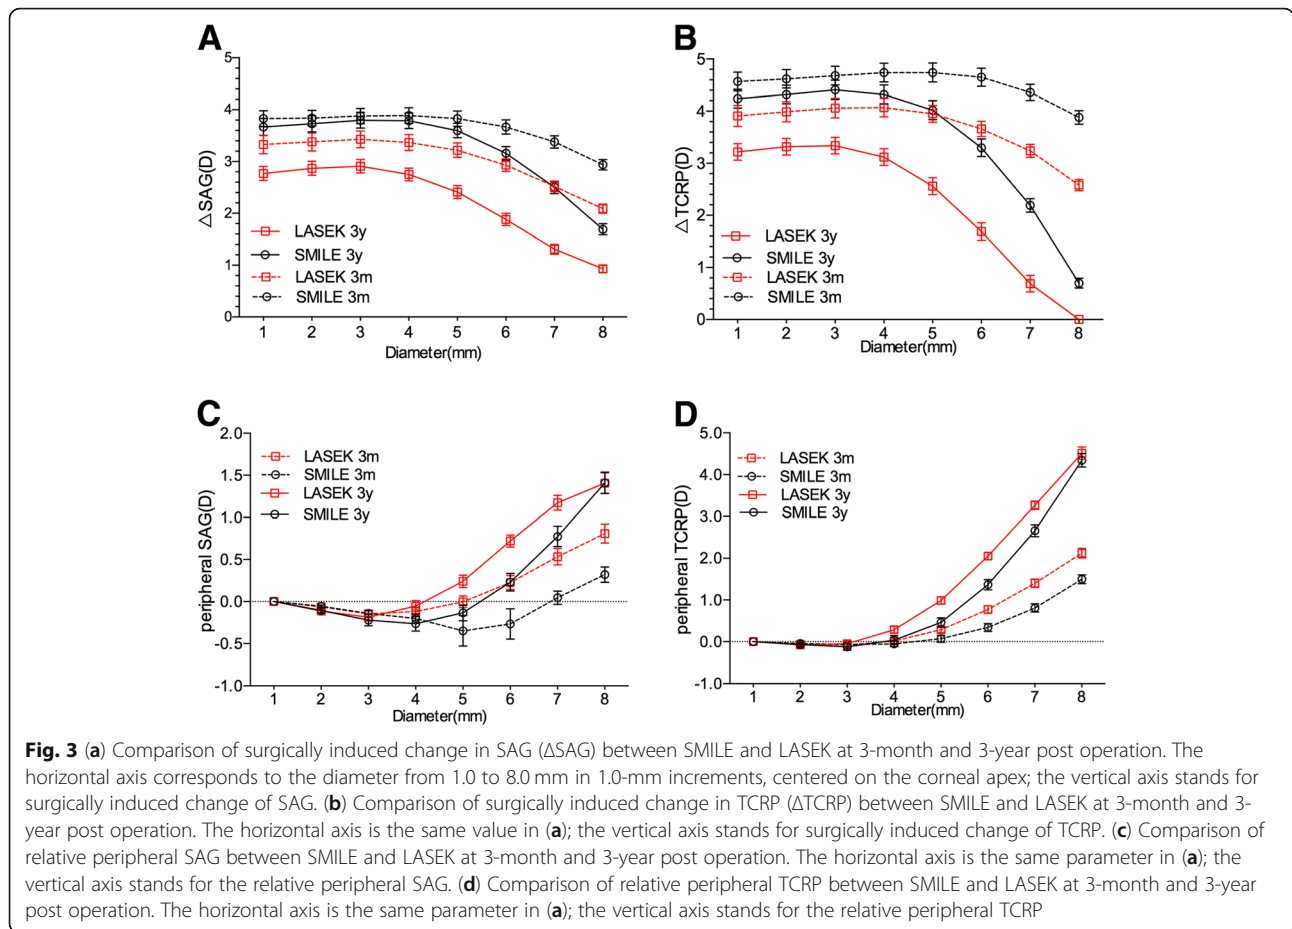 A
5
4
3
2
1
0
△SAG(D)
LASEK 3y
SMILE 3y
LASEK 3m
SMILE 3m
1 2 3 4 5 6 7 8
Diameter(mm)
B
5
4
3
2
1
0
△TCRP(D)
LASEK 3y
SMILE 3y
LASEK 3m
SMILE 3m
1 2 3 4 5 6 7 8
Diameter(mm)
C
2.0
1.5
1.0
0.5
0.0
-0.5
-1.0
peripheral SAG(D)
LASEK 3m
SMILE 3m
LASEK 3y
SMILE 3y
1 2 3 4 5 6 7 8
Diameter(mm)
D
5.0
4.0
3.0
2.0
1.0
0.0
-1.0
peripheral TCRP(D)
LASEK 3m
SMILE 3m
LASEK 3y
SMILE 3y
1 2 3 4 5 6 7 8
Diameter(mm)
Fig. 3 (a) Comparison of surgically induced change in SAG (ΔSAG) between SMILE and LASEK at 3-month and 3-year post operation. The
horizontal axis corresponds to the diameter from 1.0 to 8.0 mm in 1.0-mm increments, centered on the corneal apex; the vertical axis stands for
surgically induced change of SAG. (b) Comparison of surgically induced change in TCRP (ΔTCRP) between SMILE and LASEK at 3-month and 3-
year post operation. The horizontal axis is the same value in (a); the vertical axis stands for surgically induced change of TCRP. (c) Comparison of
relative peripheral SAG between SMILE and LASEK at 3-month and 3-year post operation. The horizontal axis is the same parameter in (a); the
vertical axis stands for the relative peripheral SAG. (d) Comparison of relative peripheral TCRP between SMILE and LASEK at 3-month and 3-year
post operation. The horizontal axis is the same parameter in (a); the vertical axis stands for the relative peripheral TCRP